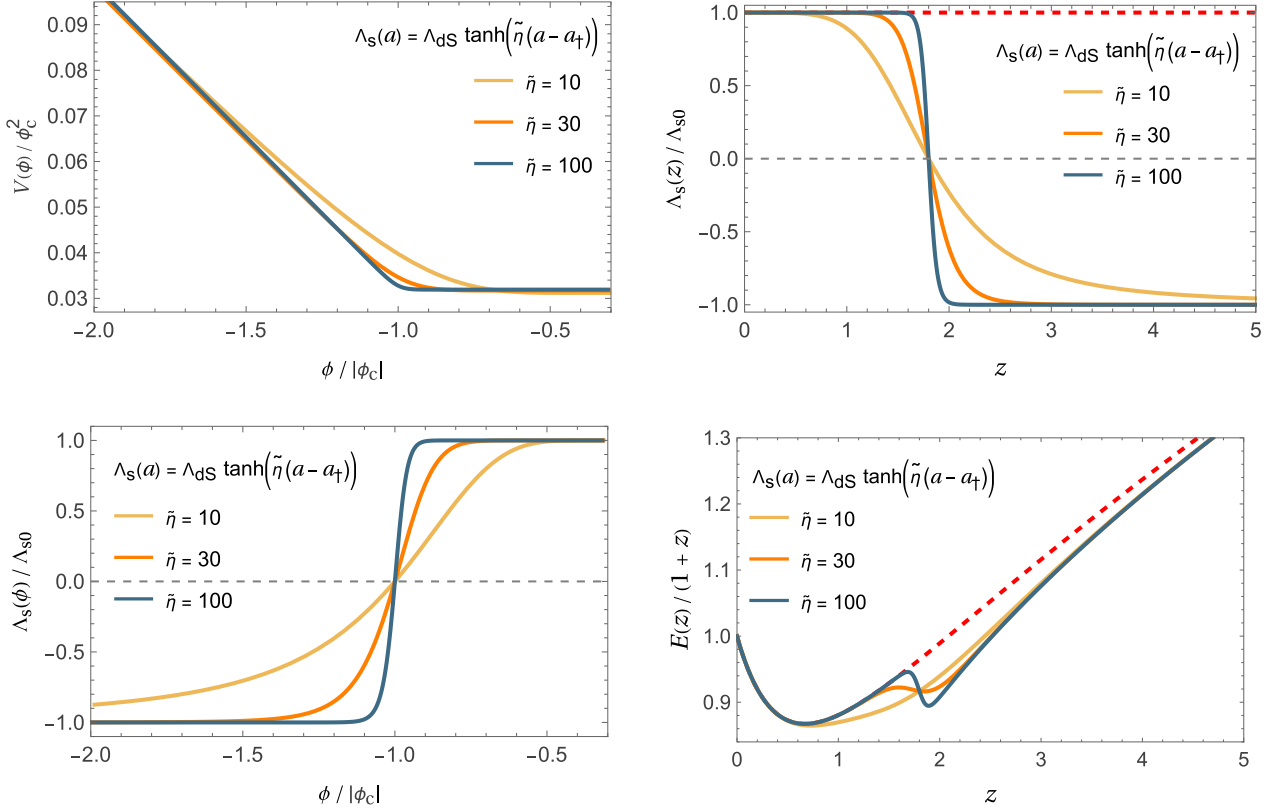 Λs(a) = ΛdS tanh(η̃ (a − a†))
η̃ = 10
η̃ = 30
η̃ = 100
V(ϕ) / ϕc²
0.09
0.08
0.07
0.06
0.05
0.04
0.03
−2.0 −1.5 −1.0 −0.5
ϕ / |ϕc|
Λs(a) = ΛdS tanh(η̃ (a − a†))
η̃ = 10
η̃ = 30
η̃ = 100
Λs(z) / Λs0
1.0
0.5
0.0
−0.5
−1.0
0 1 2 3 4 5
z
Λs(a) = ΛdS tanh(η̃ (a − a†))
η̃ = 10
η̃ = 30
η̃ = 100
Λs(ϕ) / Λs0
1.0
0.5
0.0
−0.5
−1.0
−2.0 −1.5 −1.0 −0.5
ϕ / |ϕc|
Λs(a) = ΛdS tanh(η̃ (a − a†))
η̃ = 10
η̃ = 30
η̃ = 100
E(z) / (1 + z)
1.3
1.2
1.1
1.0
0.9
0 1 2 3 4 5
z